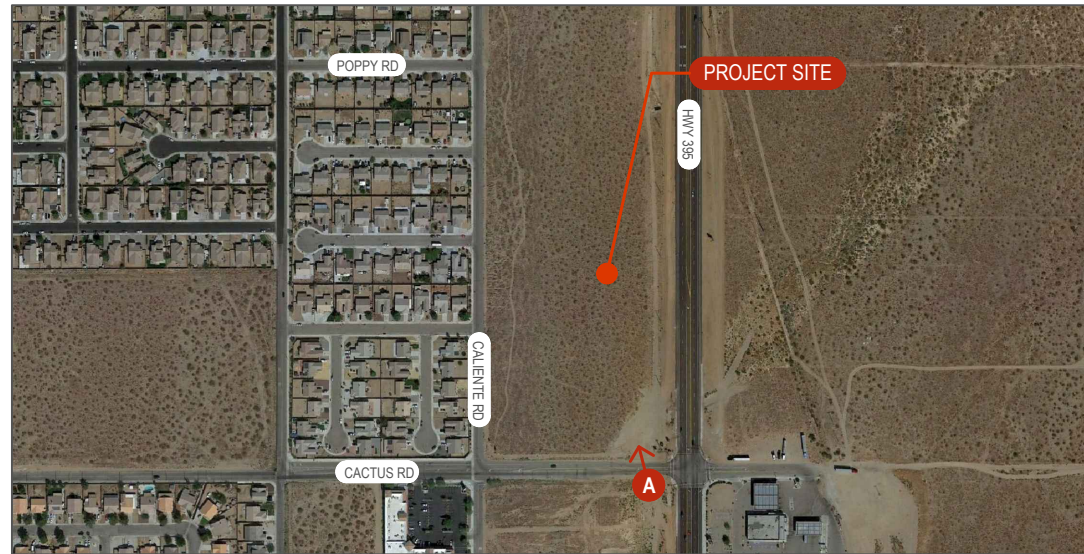 POPPY RD
PROJECT SITE
HWY 395
CALIENTE RD
CACTUS RD
A